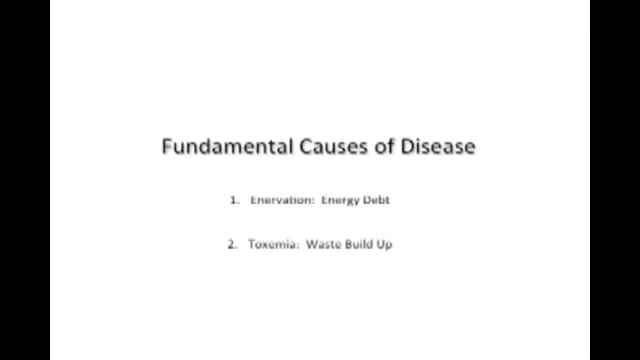 Fundamental Causes of Disease
1. Enervation: Energy Debt
2. Toxemia: Waste Build Up